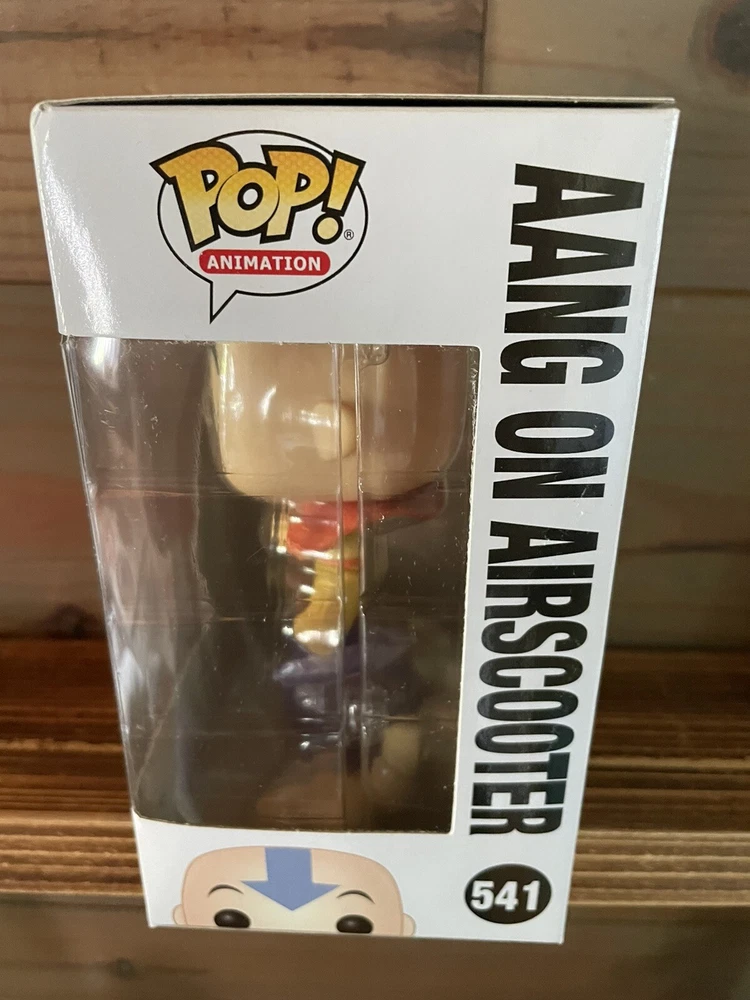 POP!
®
ANIMATION
AANG ON AIRSCOOTER
541